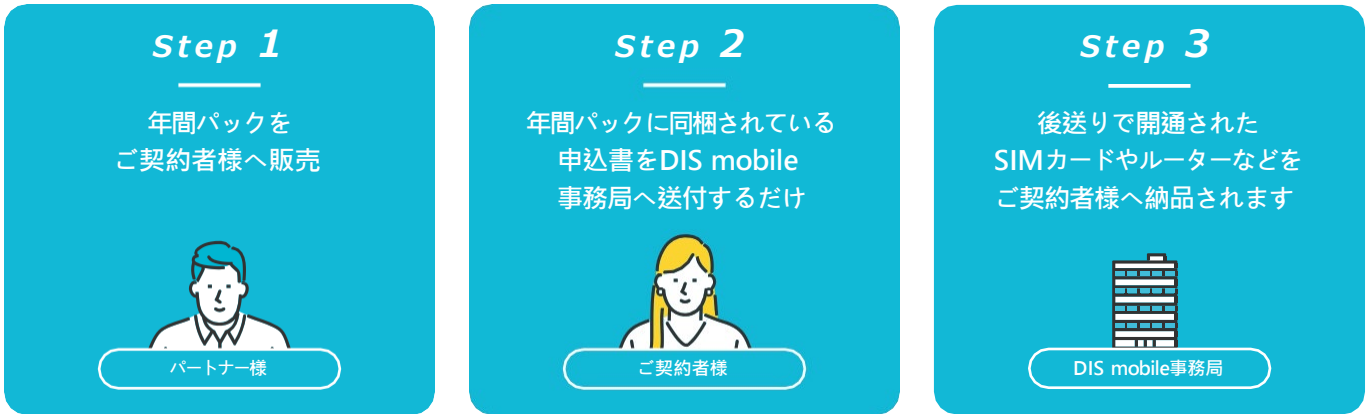 Step 1
年間パックを
ご契約者様へ販売
パートナー様
Step 2
年間パックに同梱されている
申込書をDIS mobile
事務局へ送付するだけ
ご契約者様
Step 3
後送りで開通された
SIMカードやルーターなどを
ご契約者様へ納品されます
DIS mobile事務局